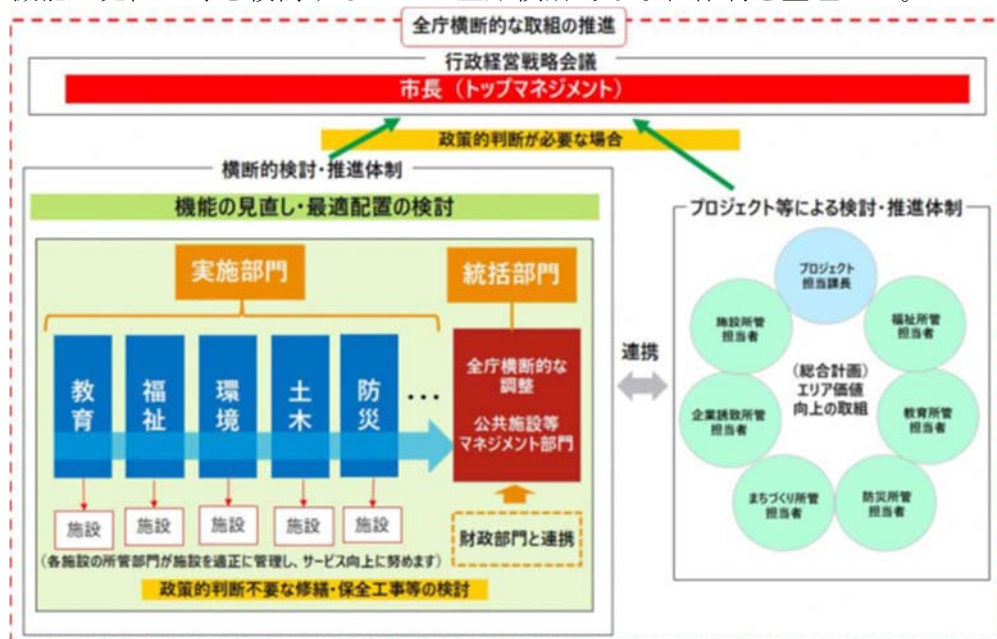 全庁横断的な取組の推進
行政経営戦略会議
市長（トップマネジメント）
政策的判断が必要な場合
横断的検討・推進体制
機能の見直し・最適配置の検討
実施部門
統括部門
教育
福祉
環境
土木
防災
・・・
全庁横断的な
調整
公共施設等
マネジメント部門
施設
施設
施設
施設
施設
財政部門と連携
（各施設の所管部門が施設を適正に管理し、サービス向上に努めます）
政策的判断不要な修繕・保全工事等の検討
連携
プロジェクト等による検討・推進体制
プロジェクト
担当課長
施設所管
担当者
福祉所管
担当者
（総合計画）
エリア価値
向上の取組
企業誘致所管
担当者
教育所管
担当者
まちづくり所管
担当者
防災所管
担当者